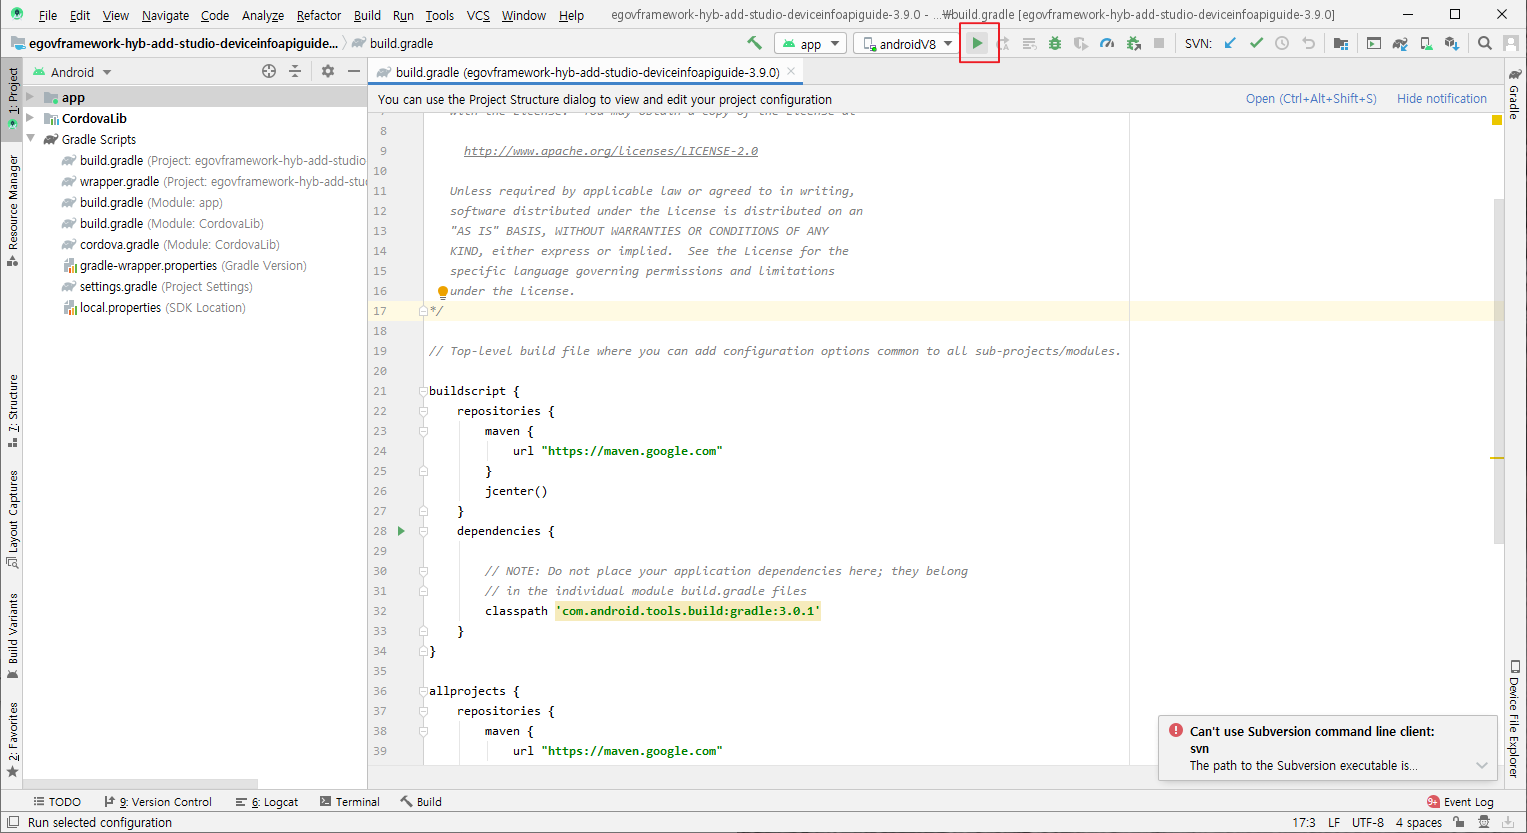 File Edit View Navigate Code Analyze Refactor Build Run Tools VCS Window Help egovframework-hyb-add-studio-deviceinfoapiguide-3.9.0 - ...₩build.gradle [egovframework-hyb-add-studio-deviceinfoapiguide-3.9.0]
egovframework-hyb-add-studio-deviceinfoapiguide... build.gradle app androidV8 SVN:
Android
build.gradle (egovframework-hyb-add-studio-deviceinfoapiguide-3.9.0)
You can use the Project Structure dialog to view and edit your project configuration Open (Ctrl+Alt+Shift+S) Hide notification
1: Project
Resource Manager
7: Structure
Layout Captures
Build Variants
2: Favorites
app
CordovaLib
Gradle Scripts
build.gradle (Project: egovframework-hyb-add-studio
wrapper.gradle (Project: egovframework-hyb-add-stu
build.gradle (Module: app)
build.gradle (Module: CordovaLib)
cordova.gradle (Module: CordovaLib)
gradle-wrapper.properties (Gradle Version)
settings.gradle (Project Settings)
local.properties (SDK Location)
with the License. You may obtain a copy of the License at
8
9 http://www.apache.org/licenses/LICENSE-2.0
10
11 Unless required by applicable law or agreed to in writing,
12 software distributed under the License is distributed on an
13 "AS IS" BASIS, WITHOUT WARRANTIES OR CONDITIONS OF ANY
14 KIND, either express or implied. See the License for the
15 specific language governing permissions and limitations
16 under the License.
17 */
18
19 // Top-level build file where you can add configuration options common to all sub-projects/modules.
20
21 buildscript {
22 repositories {
23 maven {
24 url "https://maven.google.com"
25 }
26 jcenter()
27 }
28 dependencies {
29
30 // NOTE: Do not place your application dependencies here; they belong
31 // in the individual module build.gradle files
32 classpath 'com.android.tools.build:gradle:3.0.1'
33 }
34 }
35
36 allprojects {
37 repositories {
38 maven {
39 url "https://maven.google.com"
Gradle
Device File Explorer
Can't use Subversion command line client:
svn
The path to the Subversion executable is...
TODO 9: Version Control 6: Logcat Terminal Build 9+ Event Log
Run selected configuration 17:3 LF UTF-8 4 spaces